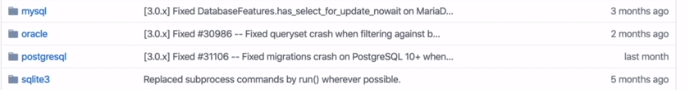 mysql [3.0.x] Fixed DatabaseFeatures.has_select_for_update_nowait on MariaD... 3 months ago
oracle [3.0.x] Fixed #30986 -- Fixed queryset crash when filtering against b... 2 months ago
postgresql [3.0.x] Fixed #31106 -- Fixed migrations crash on PostgreSQL 10+ when... last month
sqlite3 Replaced subprocess commands by run() wherever possible. 5 months ago